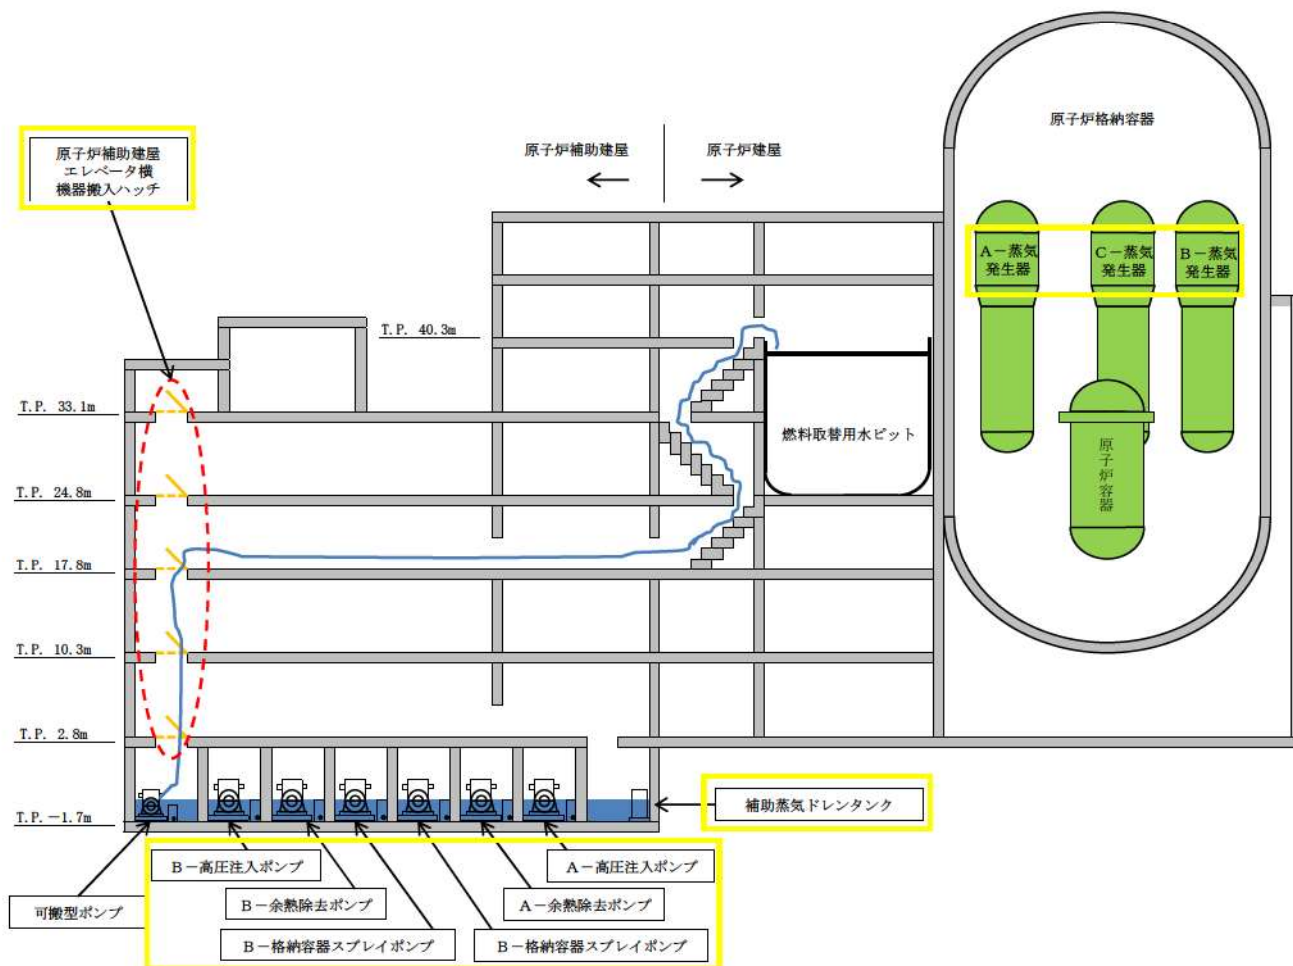 原子炉格納容器
原子炉補助建屋
エレベータ横
機器搬入ハッチ
原子炉補助建屋
原子炉建屋
A－蒸気
発生器
C－蒸気
発生器
B－蒸気
発生器
T.P. 40.3m
T.P. 33.1m
燃料取替用水ピット
原子炉容器
T.P. 24.8m
T.P. 17.8m
T.P. 10.3m
T.P. 2.8m
補助蒸気ドレンタンク
T.P. －1.7m
B－高圧注入ポンプ
A－高圧注入ポンプ
可搬型ポンプ
B－余熱除去ポンプ
A－余熱除去ポンプ
B－格納容器スプレイポンプ
B－格納容器スプレイポンプ